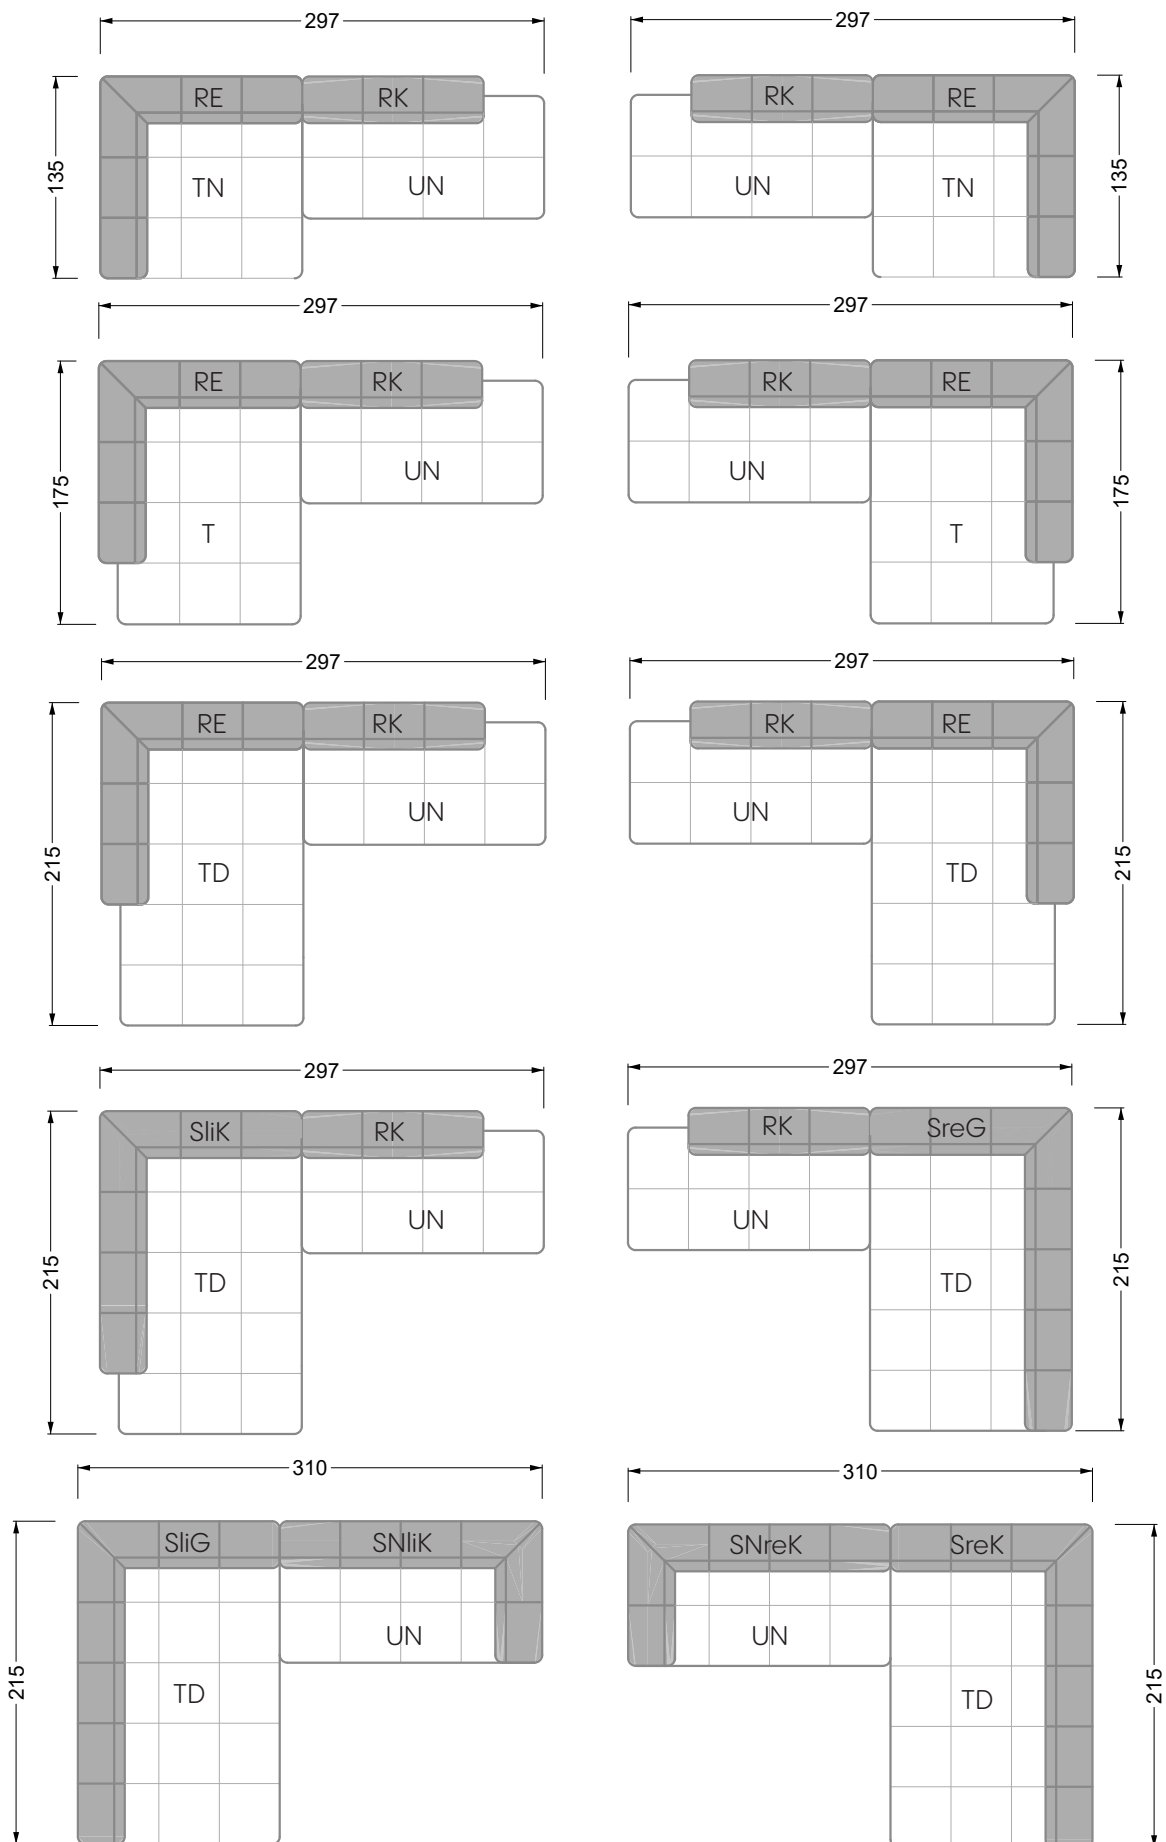 297 297
RE RK RK RE
135 TN UN UN TN 135
297 297
RE RK RK RE
UN UN
175 T T 175
297 297
RE RK RK RE
UN UN
215 TD TD 215
297 297
SliK RK RK SreG
UN UN
215 TD TD 215
310 310
SliG SNliK SNreK SreK
UN UN
215 TD TD 215